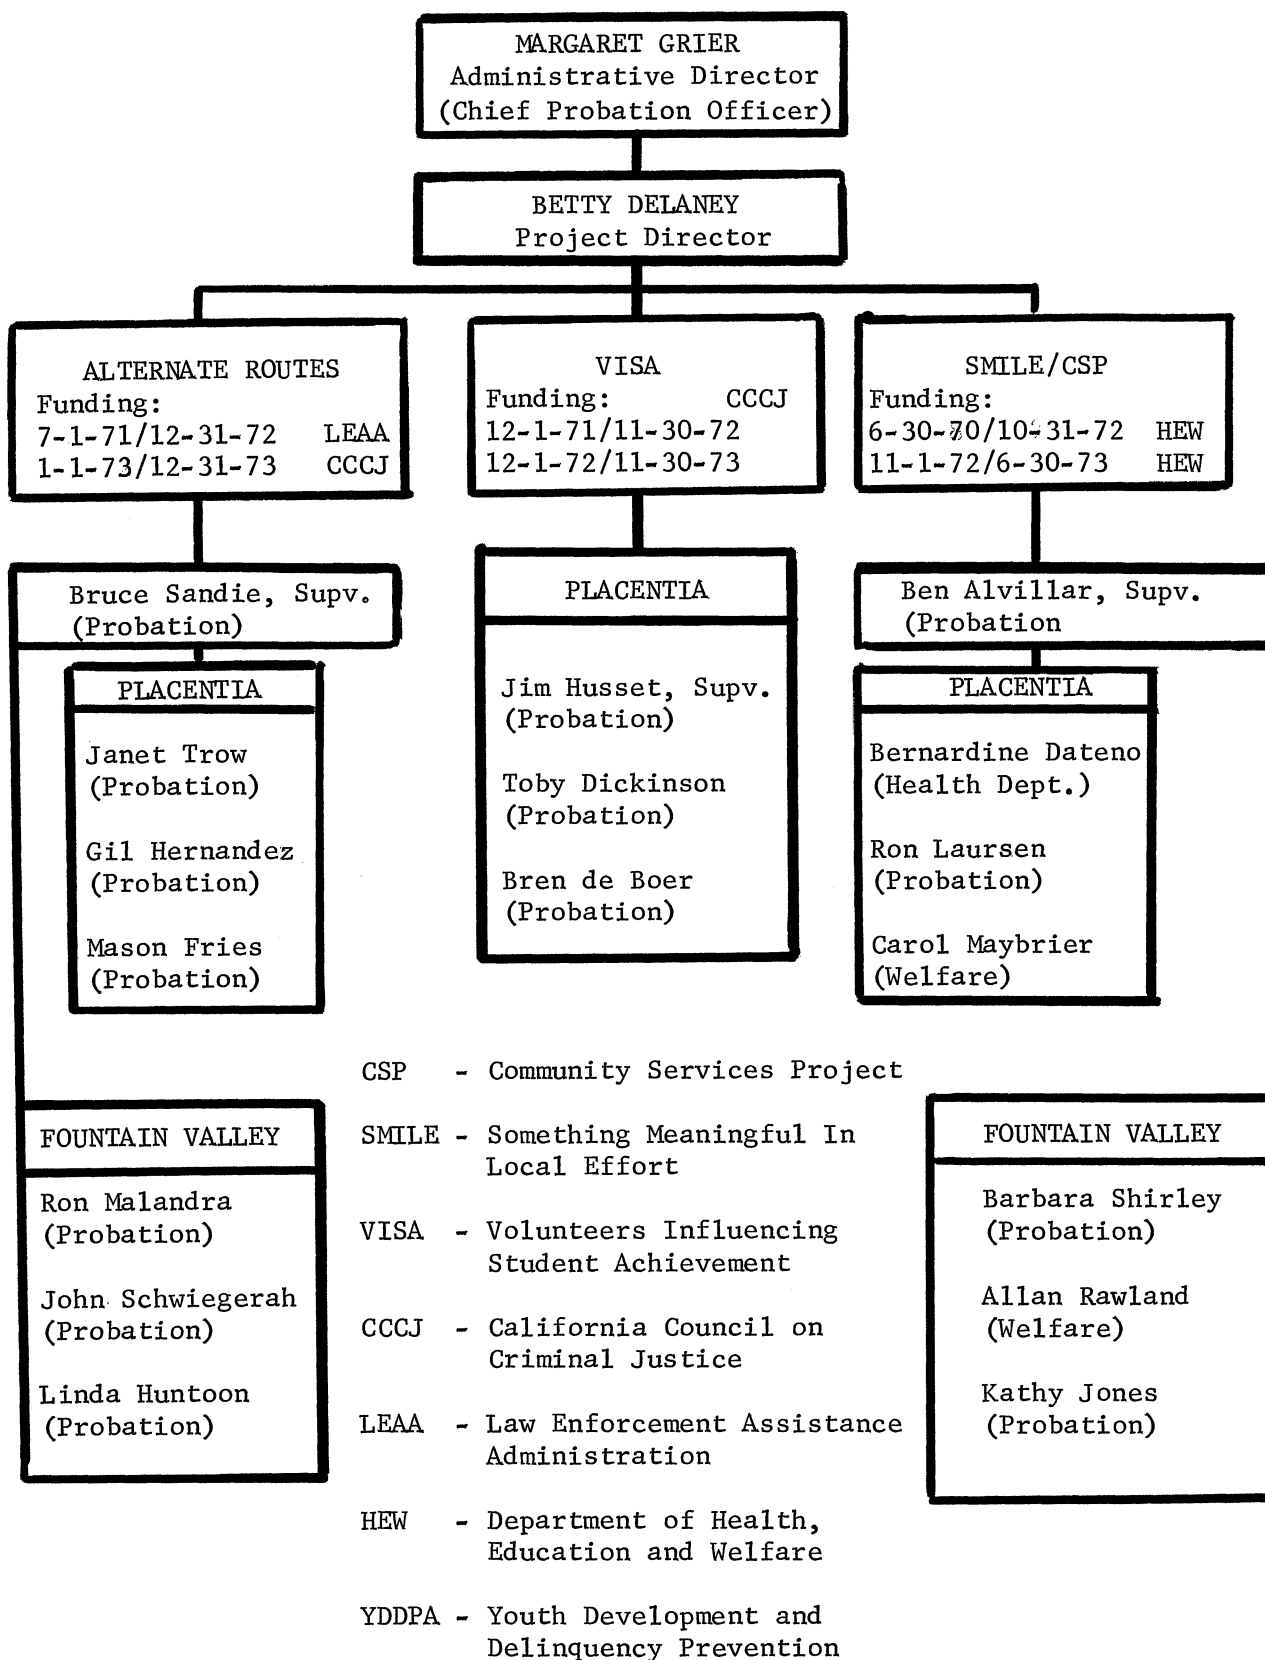 MARGARET GRIER
Administrative Director
(Chief Probation Officer)
BETTY DELANEY
Project Director
ALTERNATE ROUTES
Funding:
7-1-71/12-31-72 LEAA
1-1-73/12-31-73 CCCJ
VISA
Funding: CCCJ
12-1-71/11-30-72
12-1-72/11-30-73
SMILE/CSP
Funding:
6-30-70/10-31-72 HEW
11-1-72/6-30-73 HEW
Bruce Sandie, Supv.
(Probation)
PLACENTIA
Janet Trow
(Probation)
Gil Hernandez
(Probation)
Mason Fries
(Probation)
PLACENTIA
Jim Husset, Supv.
(Probation)
Toby Dickinson
(Probation)
Bren de Boer
(Probation)
Ben Alvillar, Supv.
(Probation
PLACENTIA
Bernardine Dateno
(Health Dept.)
Ron Laursen
(Probation)
Carol Maybrier
(Welfare)
FOUNTAIN VALLEY
Ron Malandra
(Probation)
John Schwiegerah
(Probation)
Linda Huntoon
(Probation)
CSP - Community Services Project
SMILE - Something Meaningful In
Local Effort
VISA - Volunteers Influencing
Student Achievement
CCCJ - California Council on
Criminal Justice
LEAA - Law Enforcement Assistance
Administration
HEW - Department of Health,
Education and Welfare
YDDPA - Youth Development and
Delinquency Prevention
FOUNTAIN VALLEY
Barbara Shirley
(Probation)
Allan Rawland
(Welfare)
Kathy Jones
(Probation)